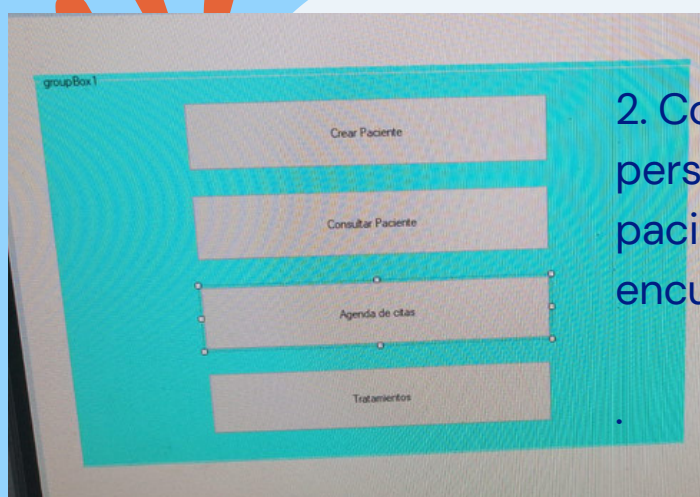 groupBox1
Crear Paciente
Consultar Paciente
Agenda de citas
Tratamientos
2. Co
pers
paci
encu
.